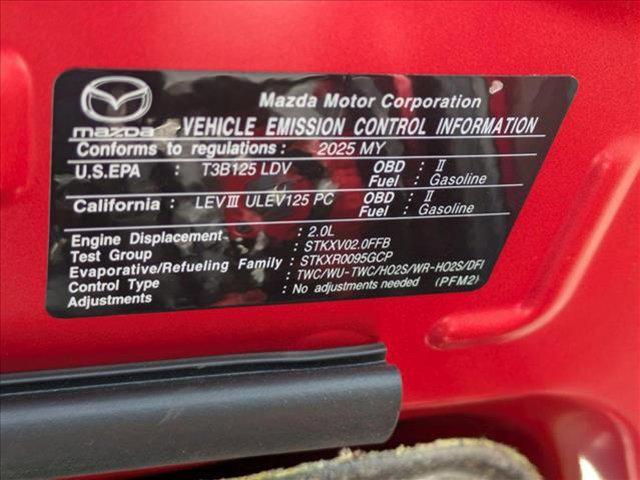 Mazda Motor Corporation
mazda VEHICLE EMISSION CONTROL INFORMATION
Conforms to regulations : 2025 MY
U.S.EPA : T3B125 LDV OBD : II
Fuel : Gasoline
California : LEVIII ULEV125 PC OBD : II
Fuel : Gasoline
Engine Displacement : 2.0L
Test Group : STKXV02.0FFB
Evaporative/Refueling Family : STKXR0095GCP
Control Type : TWC/WU-TWC/HO2S/WR-HO2S/DFI
Adjustments : No adjustments needed (PFM2)